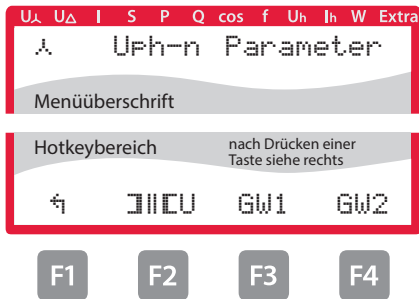 U⅄ U△ I S P Q cos f Uh Ih W Extra
⅄ Uph-n Parameter
Menüüberschrift
Hotkeybereich
nach Drücken einer
Taste siehe rechts
GW1 GW2
F1 F2 F3 F4